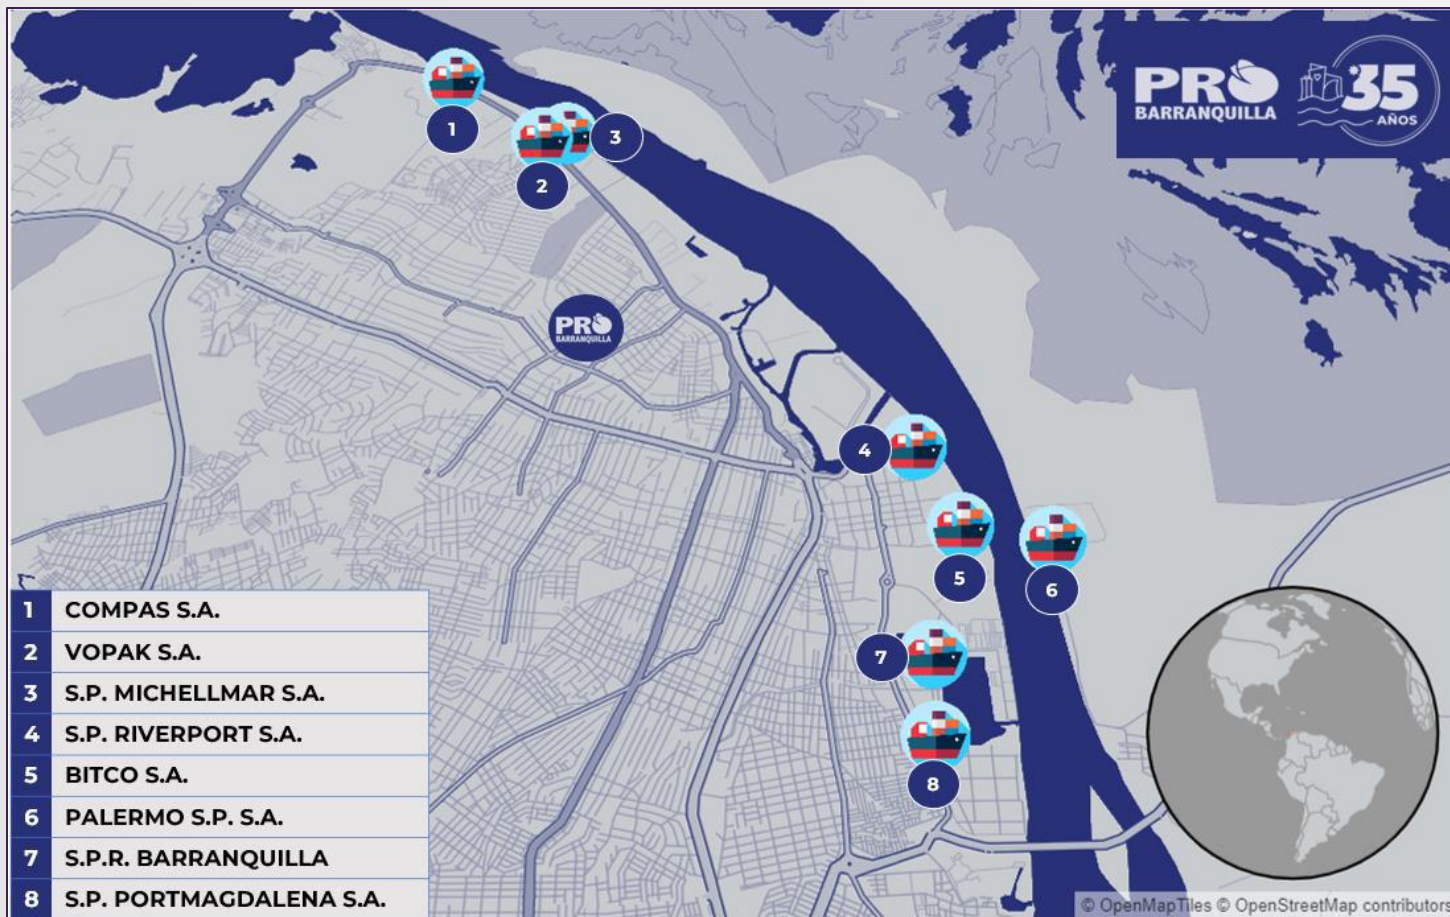 PRO
BARRANQUILLA
35
AÑOS
1
2
3
PRO
BARRANQUILLA
4
5
6
7
8
1 COMPAS S.A.
2 VOPAK S.A.
3 S.P. MICHELLMAR S.A.
4 S.P. RIVERPORT S.A.
5 BITCO S.A.
6 PALERMO S.P. S.A.
7 S.P.R. BARRANQUILLA
8 S.P. PORTMAGDALENA S.A.
© OpenMapTiles © OpenStreetMap contributors